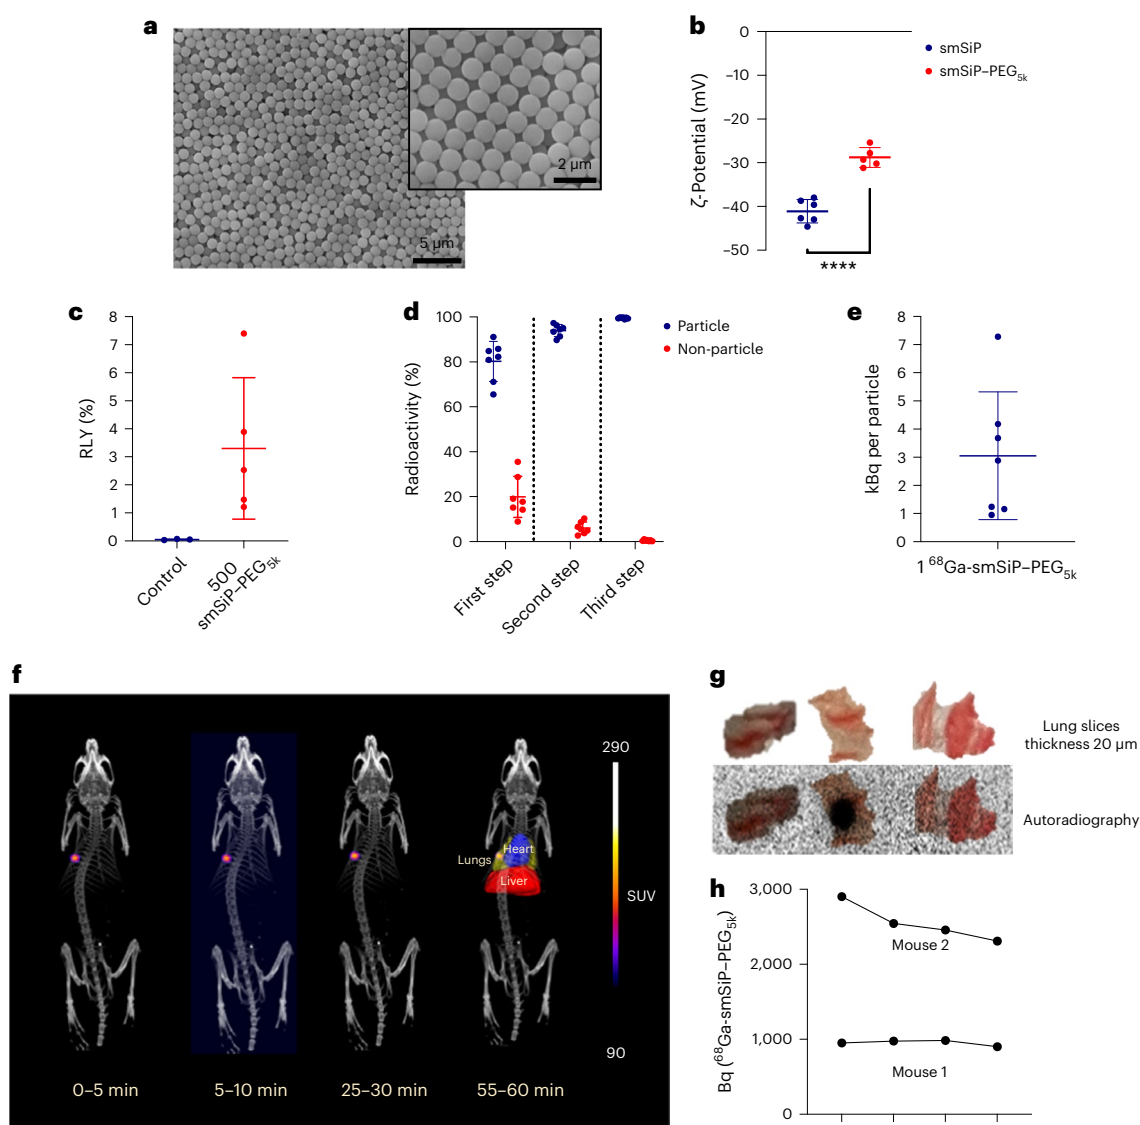 a
2 µm
5 µm
b
ζ-Potential (mV)
0
–10
–20
–30
–40
–50
****
smSiP
smSiP–PEG5k
c
RLY (%)
8
7
6
5
4
3
2
1
0
Control
500
smSiP–PEG5k
d
Radioactivity (%)
100
80
60
40
20
0
First step
Second step
Third step
Particle
Non-particle
e
kBq per particle
8
7
6
5
4
3
2
1
0
1 68Ga-smSiP–PEG5k
f
Lungs
Heart
Liver
290
SUV
90
0–5 min
5–10 min
25–30 min
55–60 min
g
Lung slices
thickness 20 µm
Autoradiography
h
Bq (68Ga-smSiP–PEG5k)
3,000
2,000
1,000
0
Mouse 2
Mouse 1